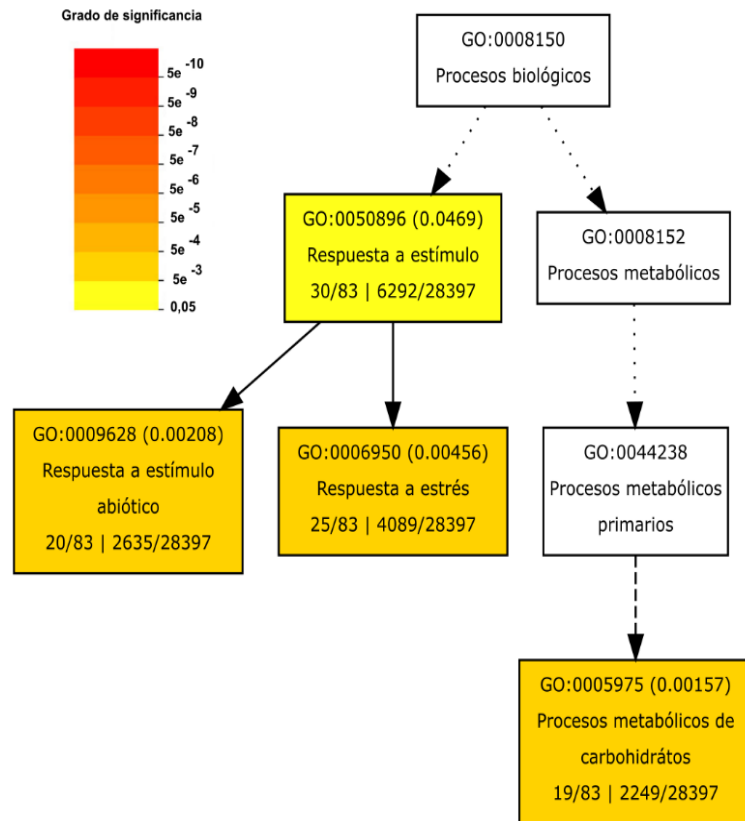 Grado de significancia
5e -10
5e -9
5e -8
5e -7
5e -6
5e -5
5e -4
5e -3
0,05
GO:0008150
Procesos biológicos
GO:0050896 (0.0469)
Respuesta a estímulo
30/83 | 6292/28397
GO:0008152
Procesos metabólicos
GO:0009628 (0.00208)
Respuesta a estímulo
abiótico
20/83 | 2635/28397
GO:0006950 (0.00456)
Respuesta a estrés
25/83 | 4089/28397
GO:0044238
Procesos metabólicos
primarios
GO:0005975 (0.00157)
Procesos metabólicos de
carbohidrátos
19/83 | 2249/28397